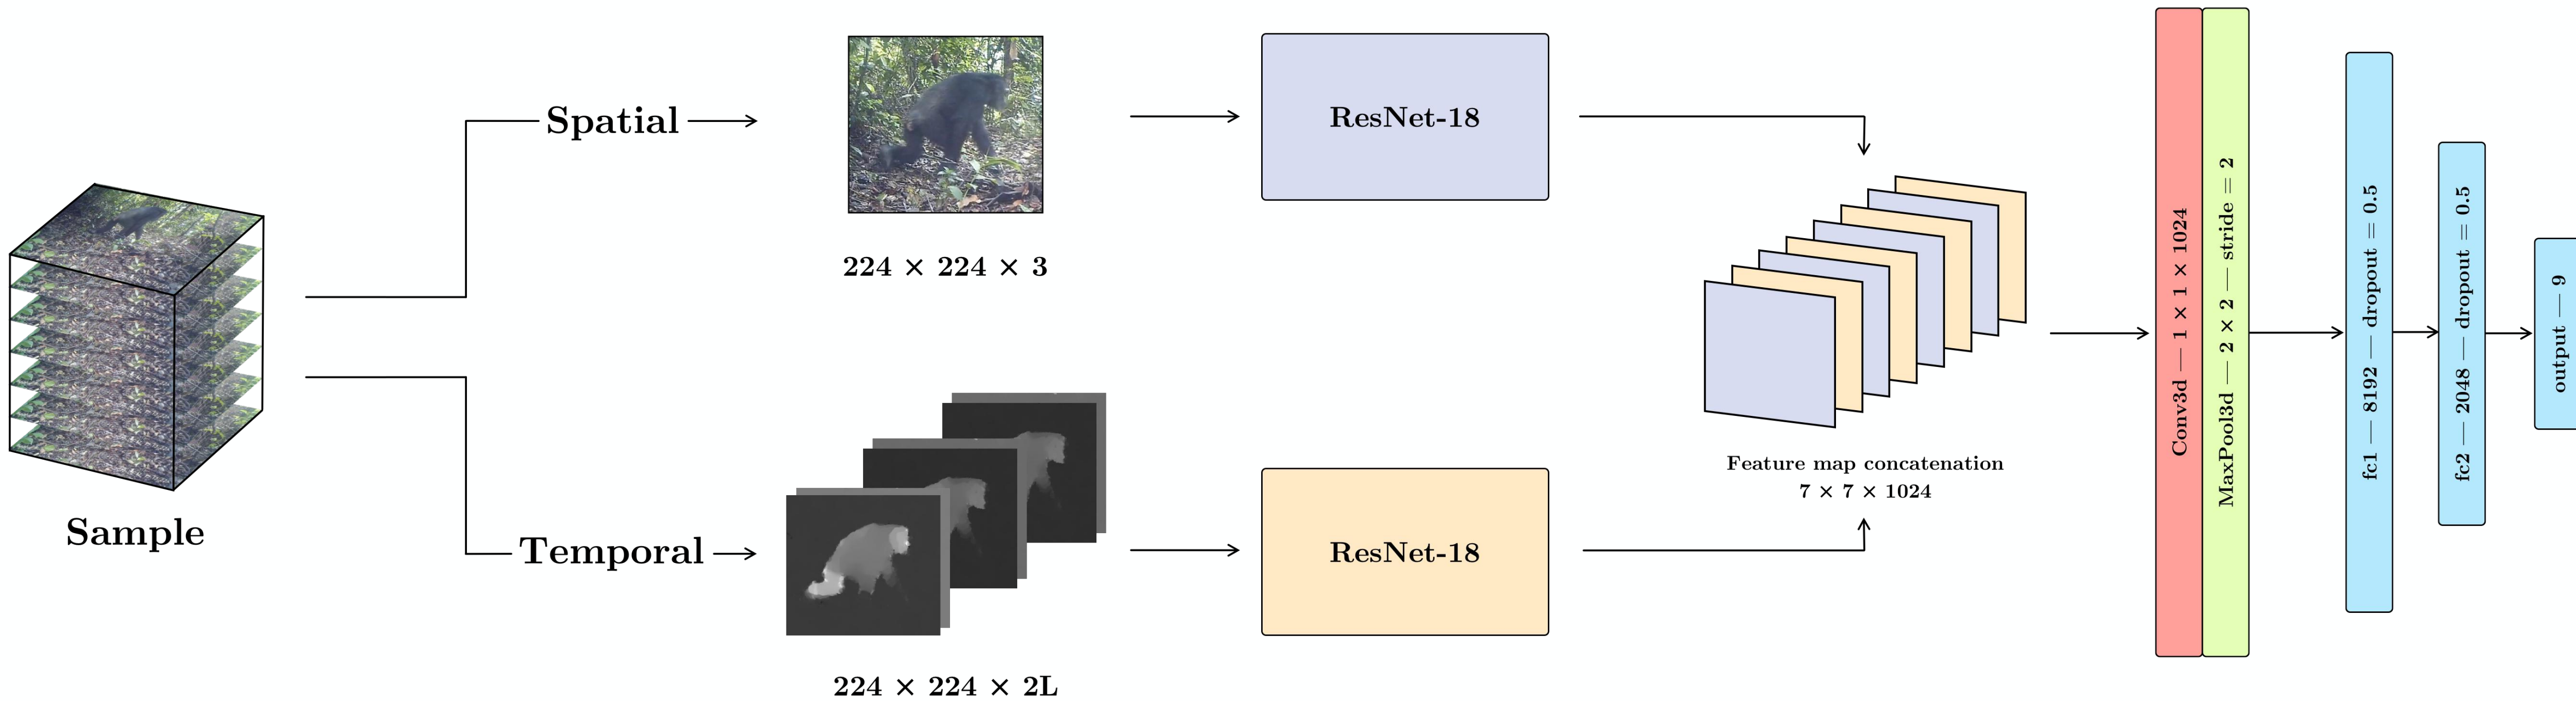 Sample
Spatial
Temporal
224 × 224 × 3
224 × 224 × 2L
ResNet-18
ResNet-18
Feature map concatenation
7 × 7 × 1024
Conv3d — 1 × 1 × 1024
MaxPool3d — 2 × 2 — stride = 2
fc1 — 8192 — dropout = 0.5
fc2 — 2048 — dropout = 0.5
output — 9